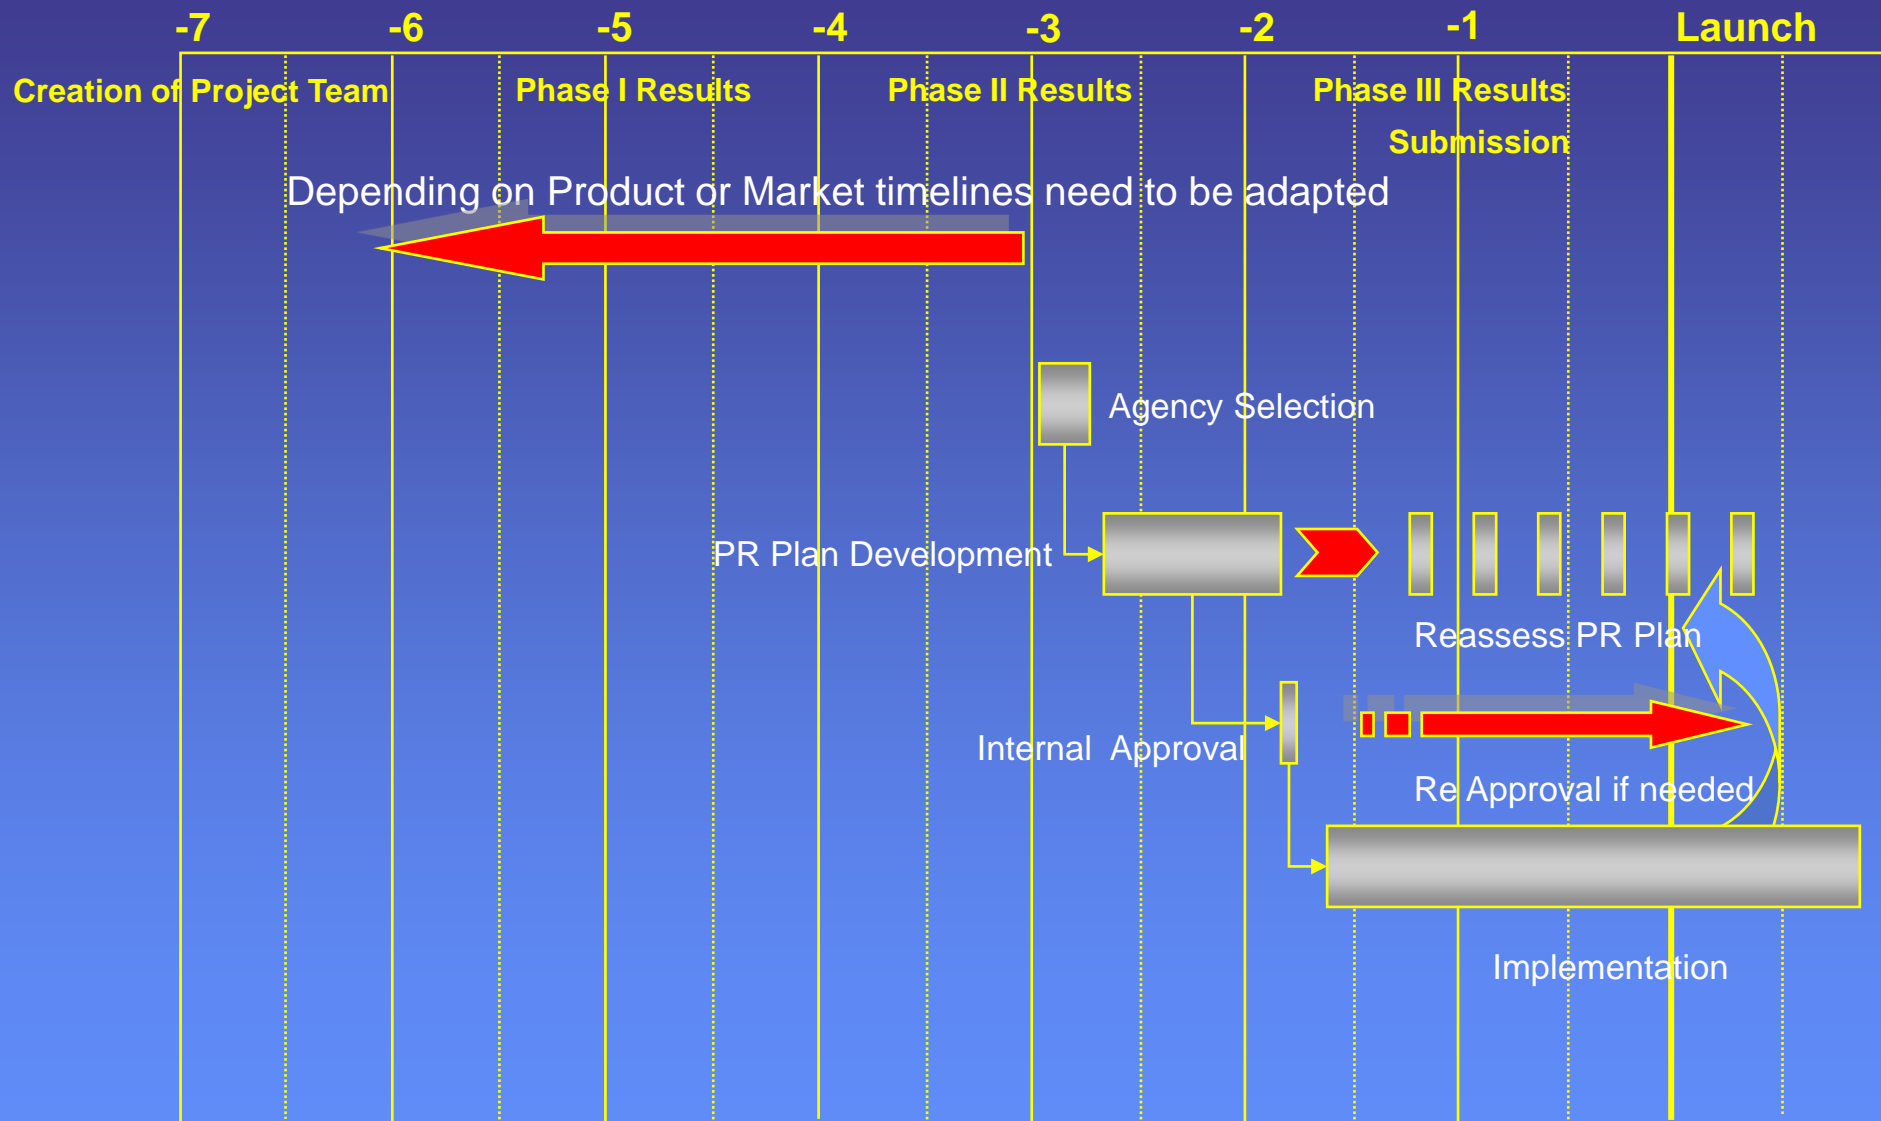 -7 -6 -5 -4 -3 -2 -1 Launch
Creation of Project Team Phase I Results Phase II Results Phase III Results
Submission
Depending on Product or Market timelines need to be adapted
Agency Selection
PR Plan Development
Reassess PR Plan
Internal  Approval
Re Approval if needed
Implementation